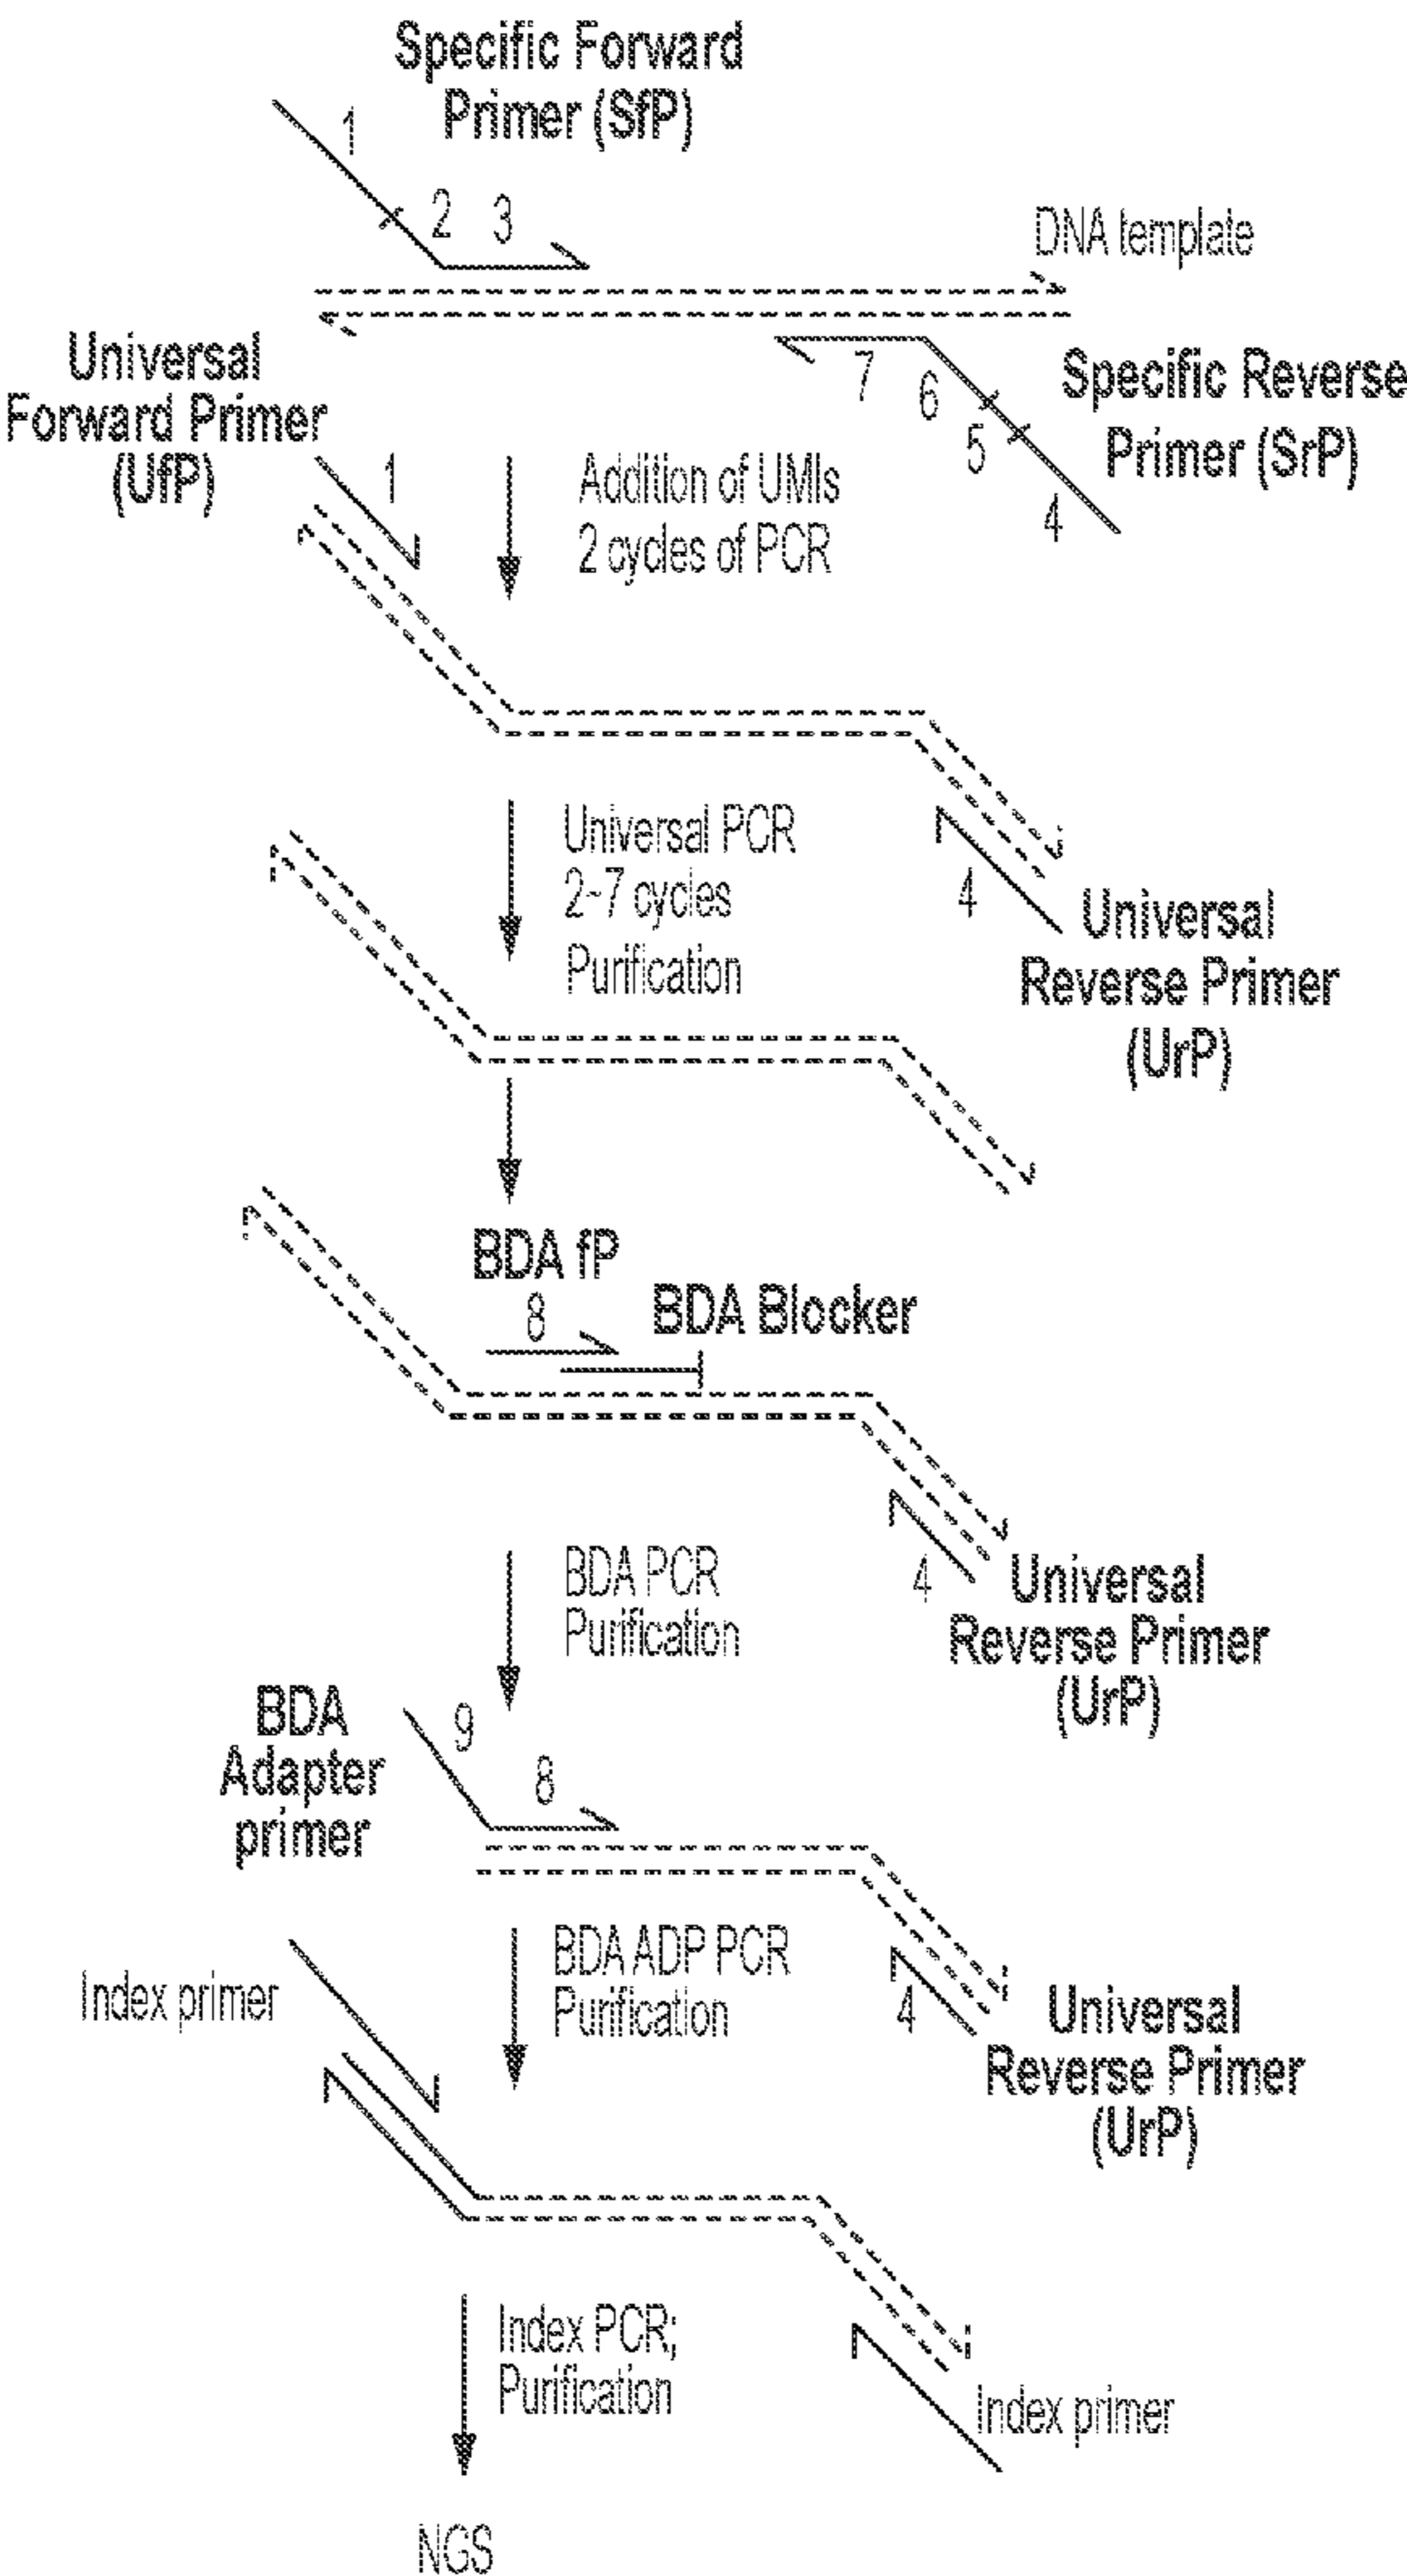 Specific Forward
Primer (SfP)
1
2
3
DNA template
Universal
Forward Primer
(UfP)
7
6
5
4
Specific Reverse
Primer (SrP)
1
Addition of UMIs
2 cycles of PCR
Universal PCR
2~7 cycles
Purification
4
Universal
Reverse Primer
(UrP)
BDA fP
8
BDA Blocker
BDA PCR
Purification
4
Universal
Reverse Primer
(UrP)
BDA
Adapter
primer
9
8
BDA ADP PCR
Purification
4
Universal
Reverse Primer
(UrP)
Index primer
Index PCR;
Purification
Index primer
NGS